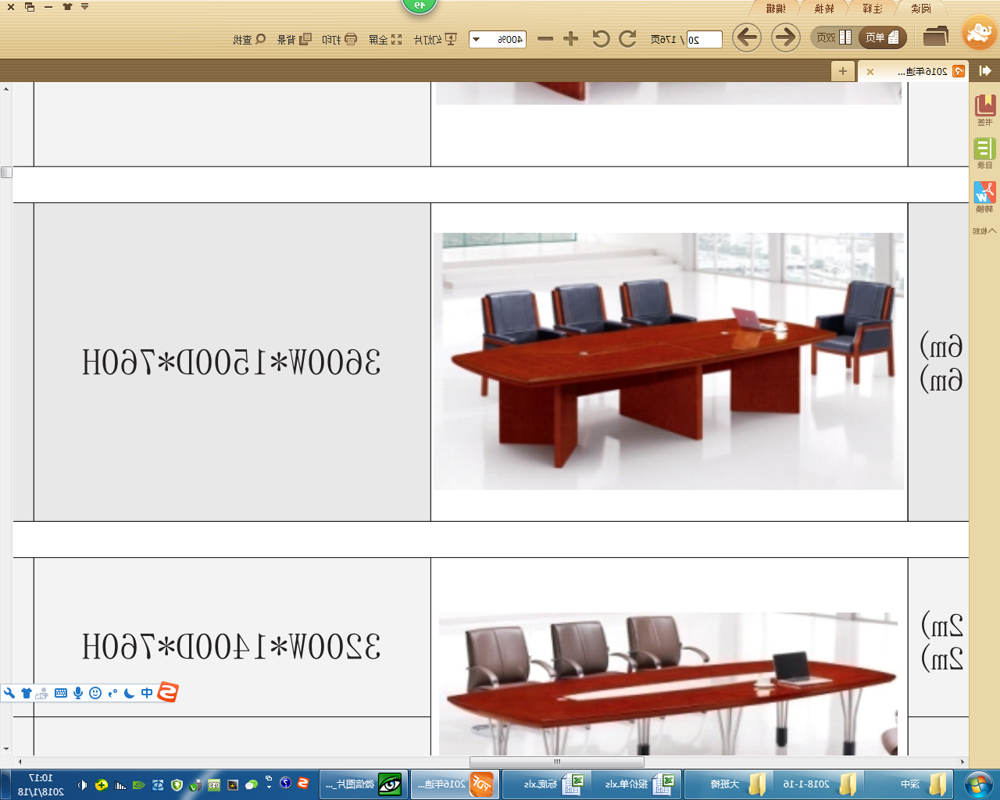 阅读 注释 转换 编辑
49
单页 双页
20 / 176页
400%
幻灯片 全屏 打印 背景 查找
2016年迪...
书签
目录
转换
收起
6m)
6m)
3600W*1500D*760H
2m)
2m)
3200W*1400D*760H
中
深中
2018-1-16
大班椅
报价单.xls
标底.xls
2016年迪...
微信图片_...
10:17
2018/1/18